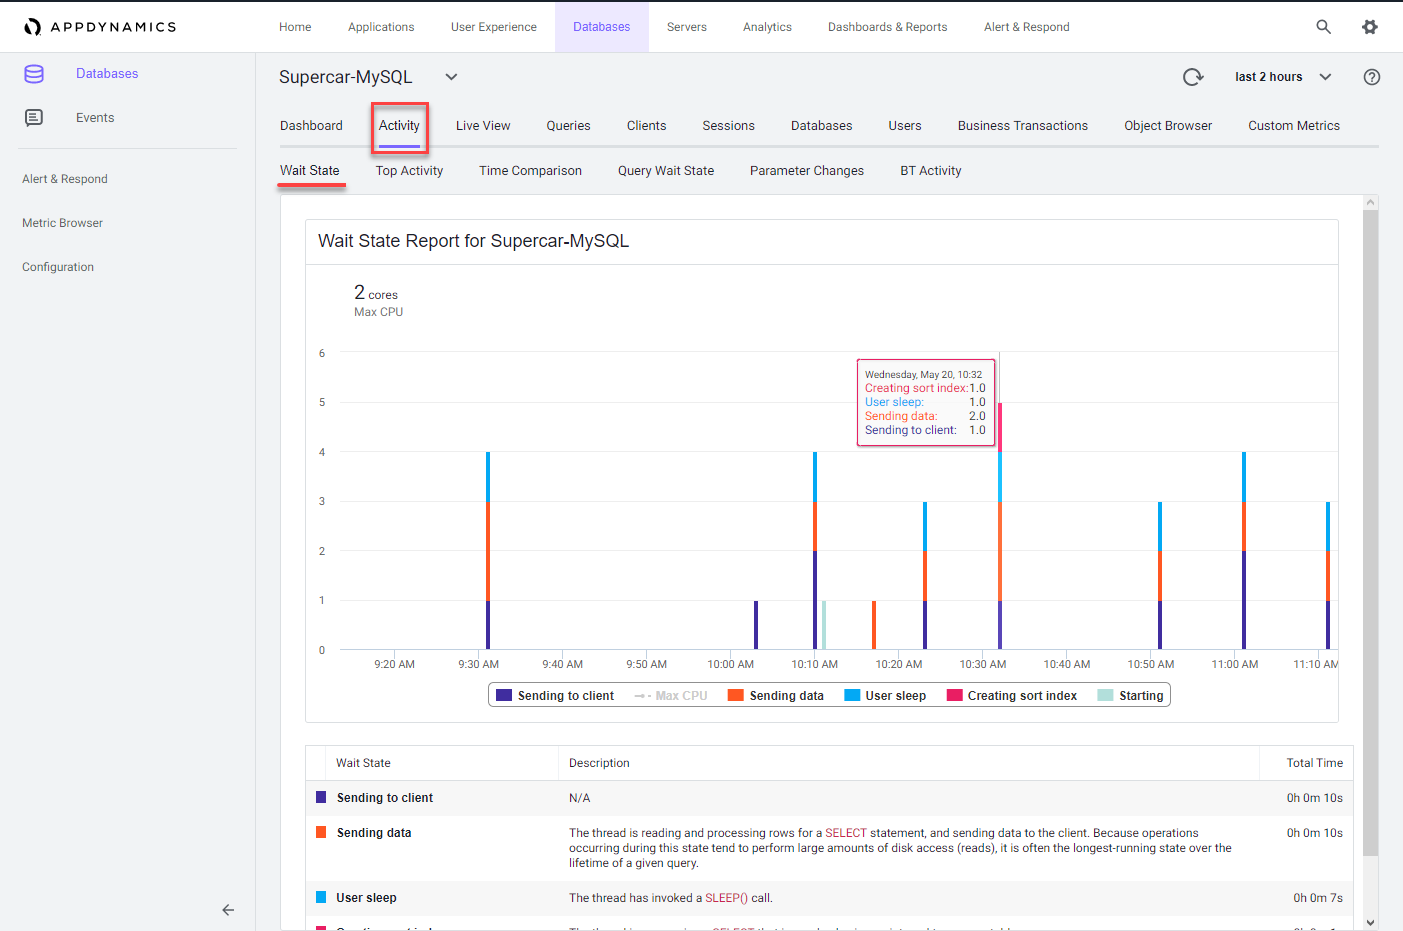 APPDYNAMICS
Home Applications User Experience Databases Servers Analytics Dashboards & Reports Alert & Respond
Databases
Events
Alert & Respond
Metric Browser
Configuration
Supercar-MySQL
last 2 hours
Dashboard Activity Live View Queries Clients Sessions Databases Users Business Transactions Object Browser Custom Metrics
Wait State Top Activity Time Comparison Query Wait State Parameter Changes BT Activity
Wait State Report for Supercar-MySQL
2 cores
Max CPU
6
5
4
3
2
1
0
Wednesday, May 20, 10:32
Creating sort index: 1.0
User sleep: 1.0
Sending data: 2.0
Sending to client: 1.0
9:20 AM 9:30 AM 9:40 AM 9:50 AM 10:00 AM 10:10 AM 10:20 AM 10:30 AM 10:40 AM 10:50 AM 11:00 AM 11:10 AM
Sending to client Max CPU Sending data User sleep Creating sort index Starting
Wait State Description Total Time
Sending to client N/A 0h 0m 10s
Sending data The thread is reading and processing rows for a SELECT statement, and sending data to the client. Because operations 0h 0m 10s
occurring during this state tend to perform large amounts of disk access (reads), it is often the longest-running state over the
lifetime of a given query.
User sleep The thread has invoked a SLEEP() call. 0h 0m 7s